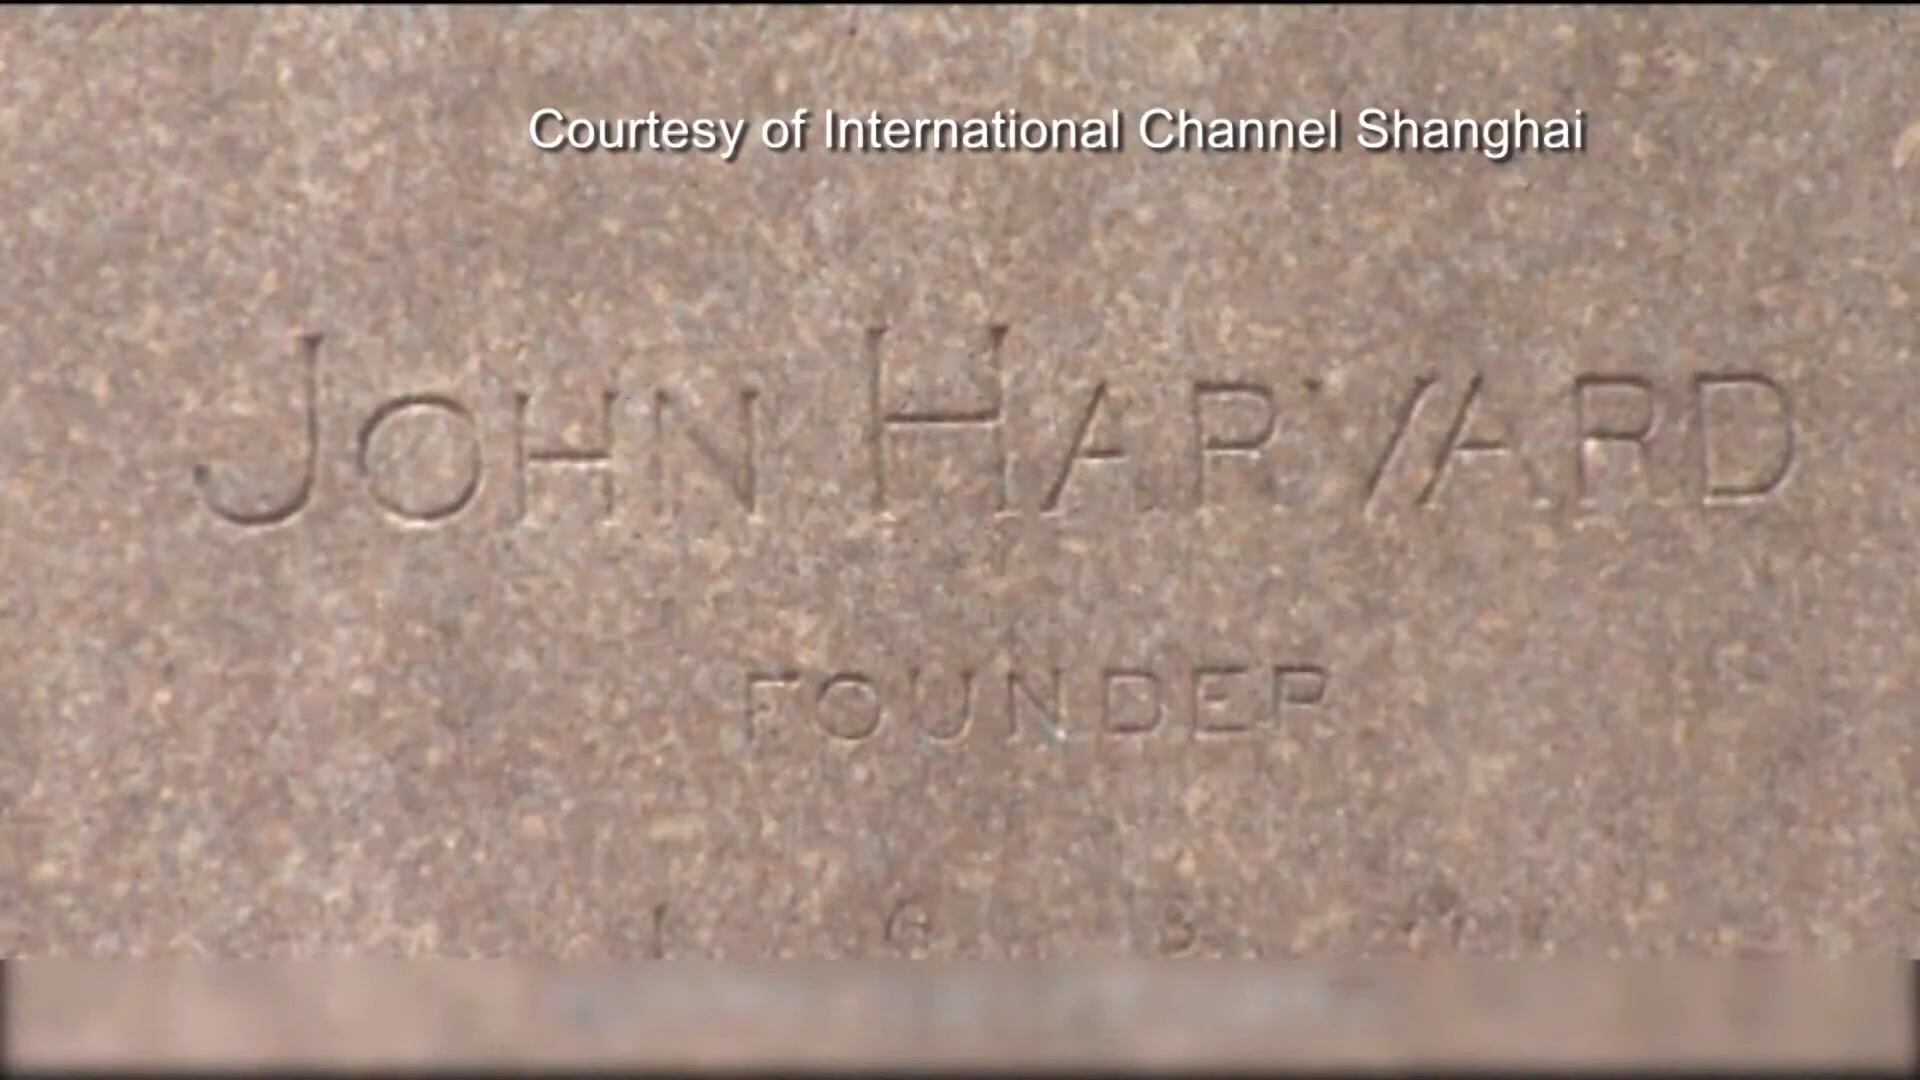 Courtesy of International Channel Shanghai
JOHN HARVARD
FOUNDER